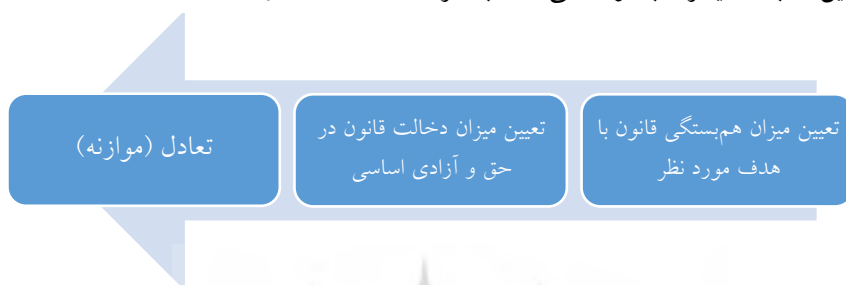 تعیین میزان هم‌بستگی قانون با
هدف مورد نظر
تعیین میزان دخالت قانون در
حق و آزادی اساسی
تعادل (موازنه)